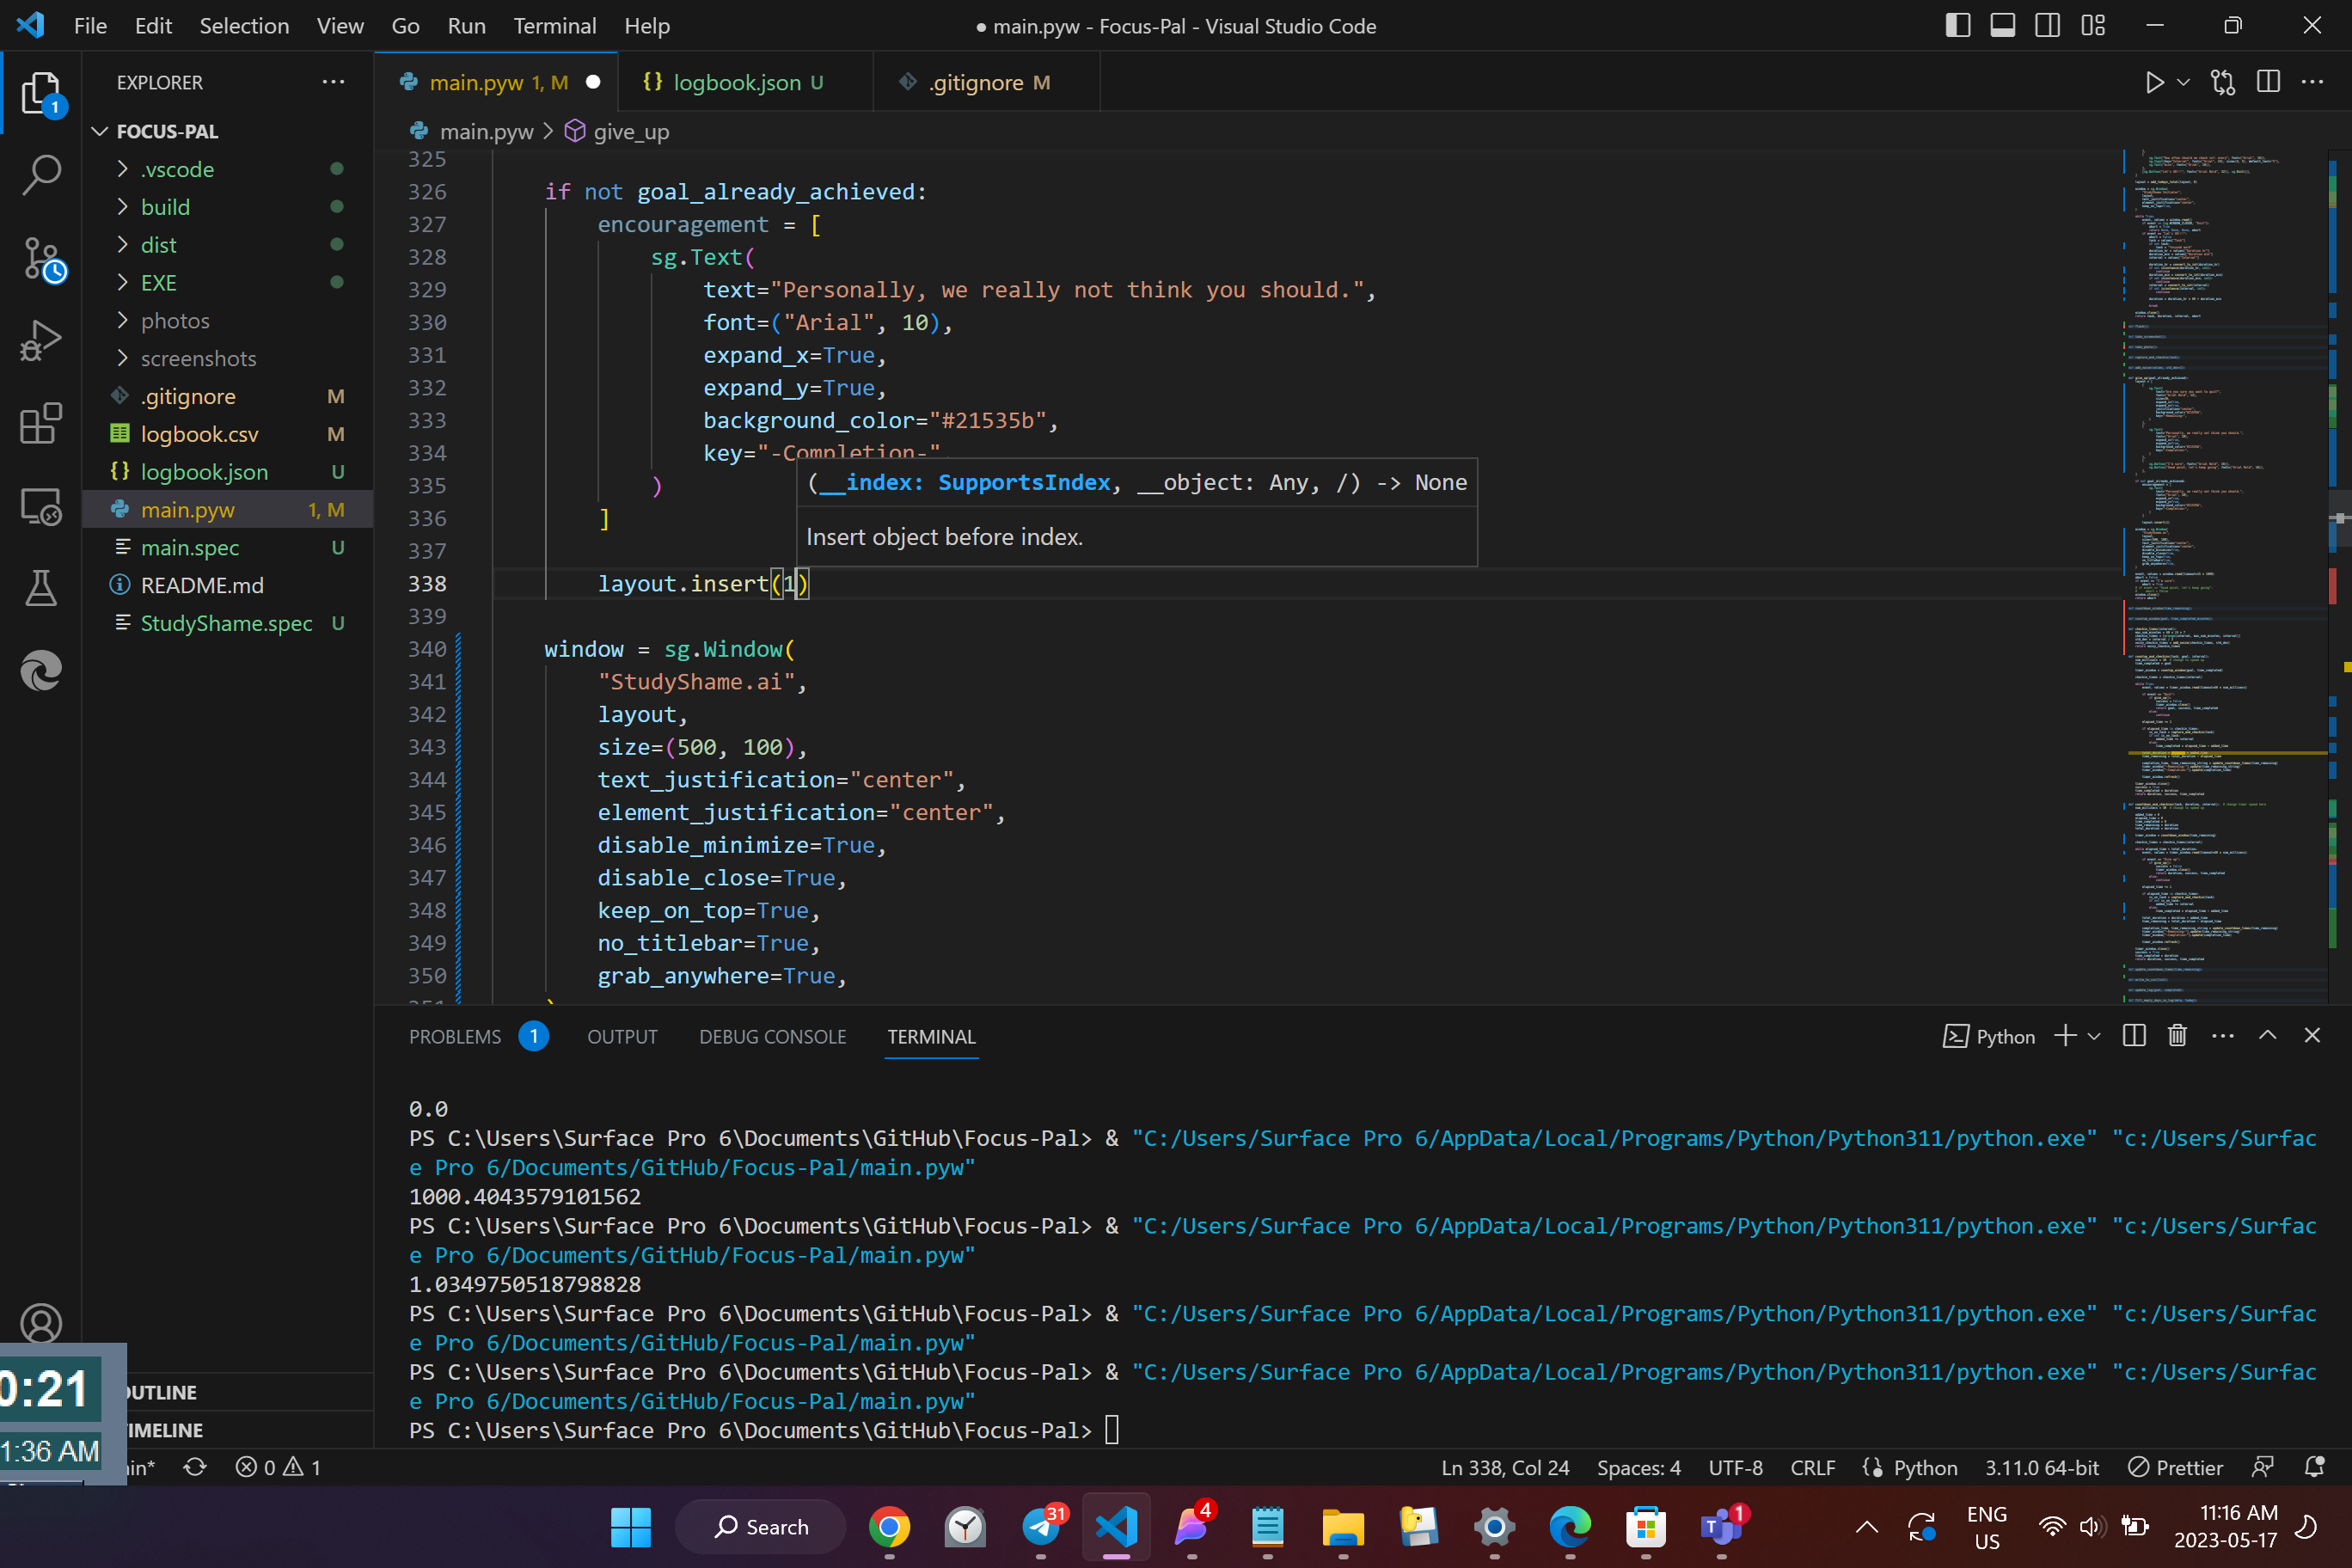 File Edit Selection View Go Run Terminal Help
● main.pyw - Focus-Pal - Visual Studio Code
EXPLORER
main.pyw 1, M
logbook.json U
.gitignore M
main.pyw > give_up
FOCUS-PAL
.vscode
build
dist
EXE
photos
screenshots
.gitignore M
logbook.csv M
logbook.json U
main.pyw 1, M
main.spec U
README.md
StudyShame.spec U
1
OUTLINE
TIMELINE
325
326 if not goal_already_achieved:
327 encouragement = [
328 sg.Text(
329 text="Personally, we really not think you should.",
330 font=("Arial", 10),
331 expand_x=True,
332 expand_y=True,
333 background_color="#21535b",
334 key="-Completion-"
335 )
336 ]
337
338 layout.insert(1)
339
340 window = sg.Window(
341 "StudyShame.ai",
342 layout,
343 size=(500, 100),
344 text_justification="center",
345 element_justification="center",
346 disable_minimize=True,
347 disable_close=True,
348 keep_on_top=True,
349 no_titlebar=True,
350 grab_anywhere=True,
351 )
(__index: SupportsIndex, __object: Any, /) -> None
Insert object before index.
PROBLEMS 1 OUTPUT DEBUG CONSOLE TERMINAL
Python
0.0
PS C:\Users\Surface Pro 6\Documents\GitHub\Focus-Pal> & "C:/Users/Surface Pro 6/AppData/Local/Programs/Python/Python311/python.exe" "c:/Users/Surfac
e Pro 6/Documents/GitHub/Focus-Pal/main.pyw"
1000.4043579101562
PS C:\Users\Surface Pro 6\Documents\GitHub\Focus-Pal> & "C:/Users/Surface Pro 6/AppData/Local/Programs/Python/Python311/python.exe" "c:/Users/Surfac
e Pro 6/Documents/GitHub/Focus-Pal/main.pyw"
1.0349750518798828
PS C:\Users\Surface Pro 6\Documents\GitHub\Focus-Pal> & "C:/Users/Surface Pro 6/AppData/Local/Programs/Python/Python311/python.exe" "c:/Users/Surfac
e Pro 6/Documents/GitHub/Focus-Pal/main.pyw"
PS C:\Users\Surface Pro 6\Documents\GitHub\Focus-Pal> & "C:/Users/Surface Pro 6/AppData/Local/Programs/Python/Python311/python.exe" "c:/Users/Surfac
e Pro 6/Documents/GitHub/Focus-Pal/main.pyw"
PS C:\Users\Surface Pro 6\Documents\GitHub\Focus-Pal>
0:21
1:36 AM
in* 0 1
Ln 338, Col 24 Spaces: 4 UTF-8 CRLF Python 3.11.0 64-bit Prettier
Search
31
4
1
ENG
US
11:16 AM
2023-05-17